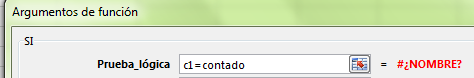 Argumentos de función
SI
Prueba_lógica c1=contado = #¿NOMBRE?